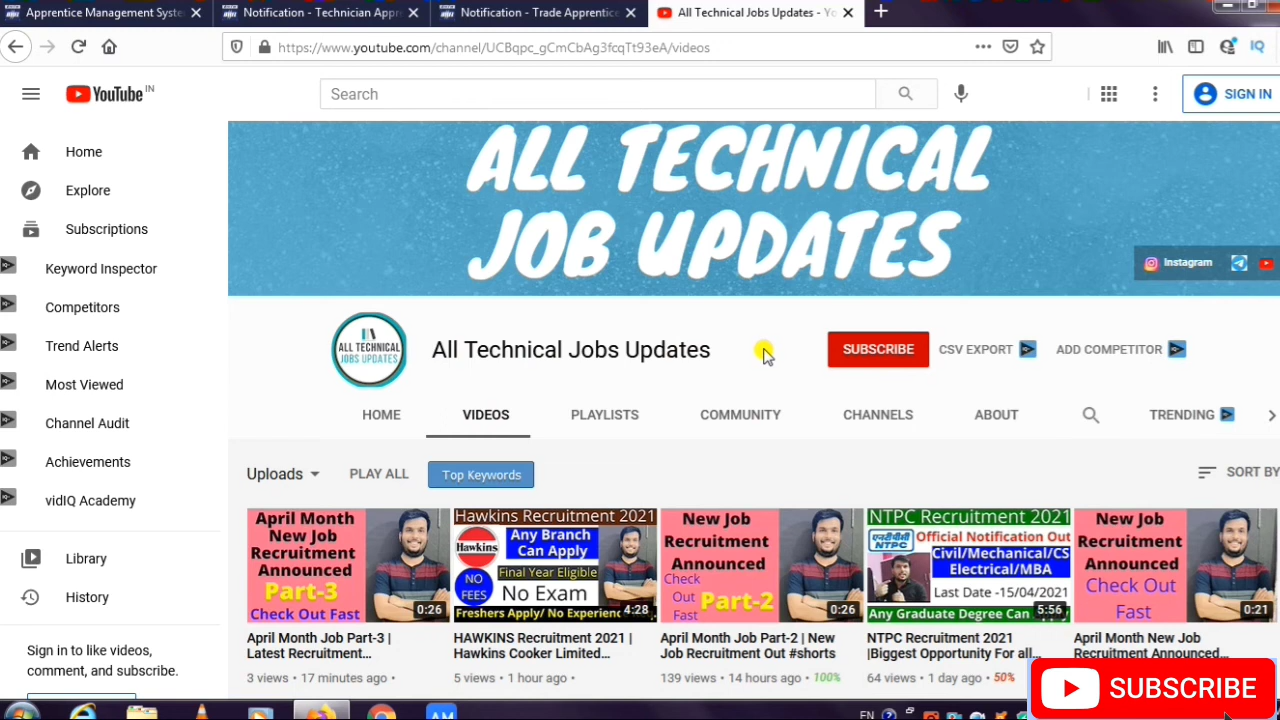 Apprentice Management Syste
Notification - Technician Appre
Notification - Trade Apprentice
All Technical Jobs Updates - Yo
https://www.youtube.com/channel/UCBqpc_gCmCbAg3fcqTt93eA/videos
IQ
YouTube IN
Search
SIGN IN
Home
Explore
Subscriptions
Keyword Inspector
Competitors
Trend Alerts
Most Viewed
Channel Audit
Achievements
vidIQ Academy
Library
History
Sign in to like videos,
comment, and subscribe.
ALL TECHNICAL
JOB UPDATES
Instagram
ALL TECHNICAL
JOBS UPDATES
All Technical Jobs Updates
SUBSCRIBE
CSV EXPORT
ADD COMPETITOR
HOME
VIDEOS
PLAYLISTS
COMMUNITY
CHANNELS
ABOUT
TRENDING
Uploads
PLAY ALL
Top Keywords
SORT BY
April Month
New Job
Recruitment
Announced
Part-3
Check Out Fast
0:26
April Month Job Part-3 |
Latest Recruitment...
3 views • 17 minutes ago •
Hawkins Recruitment 2021
Hawkins
Any Branch
Can Apply
Final Year Eligible
NO
FEES
No Exam
Freshers Apply/ No Experienc
4:28
HAWKINS Recruitment 2021 |
Hawkins Cooker Limited...
5 views • 1 hour ago •
New Job
Recruitment
Announced
Check
Out
Fast
Part-2
0:26
April Month Job Part-2 | New
Job Recruitment Out #shorts
139 views • 14 hours ago • 100%
NTPC Recruitment 2021
एनटीपीसी
NTPC
Official Notification Out
Civil/Mechanical/CS
Electrical/MBA
Last Date -15/04/2021
Any Graduate Degree Can
5:56
NTPC Recruitment 2021
|Biggest Opportunity For all...
64 views • 1 day ago • 50%
New Job
Recruitment
Announced
Check Out
Fast
0:21
April Month New Job
Recruitment Announced...
SUBSCRIBE
AM
EN